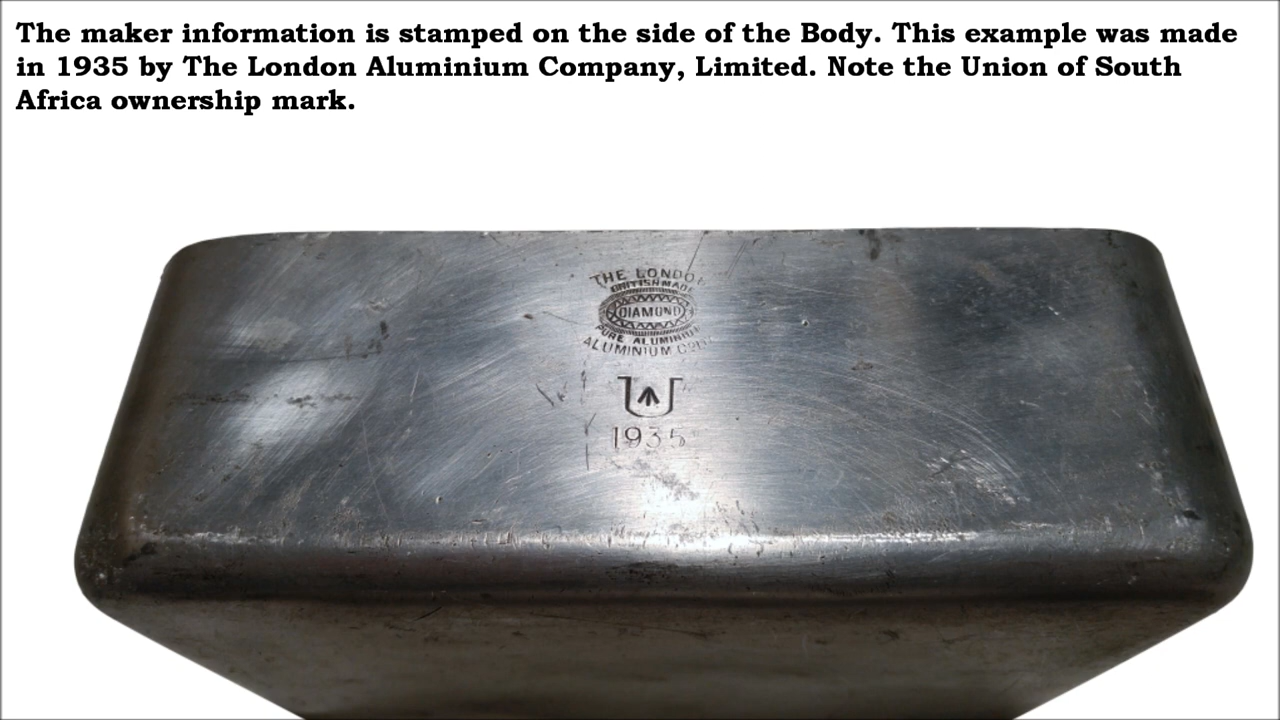 The maker information is stamped on the side of the Body. This example was made
in 1935 by The London Aluminium Company, Limited. Note the Union of South
Africa ownership mark.
THE LONDON
BRITISH MADE
DIAMOND
PURE ALUMINIUM
ALUMINIUM
U
1935